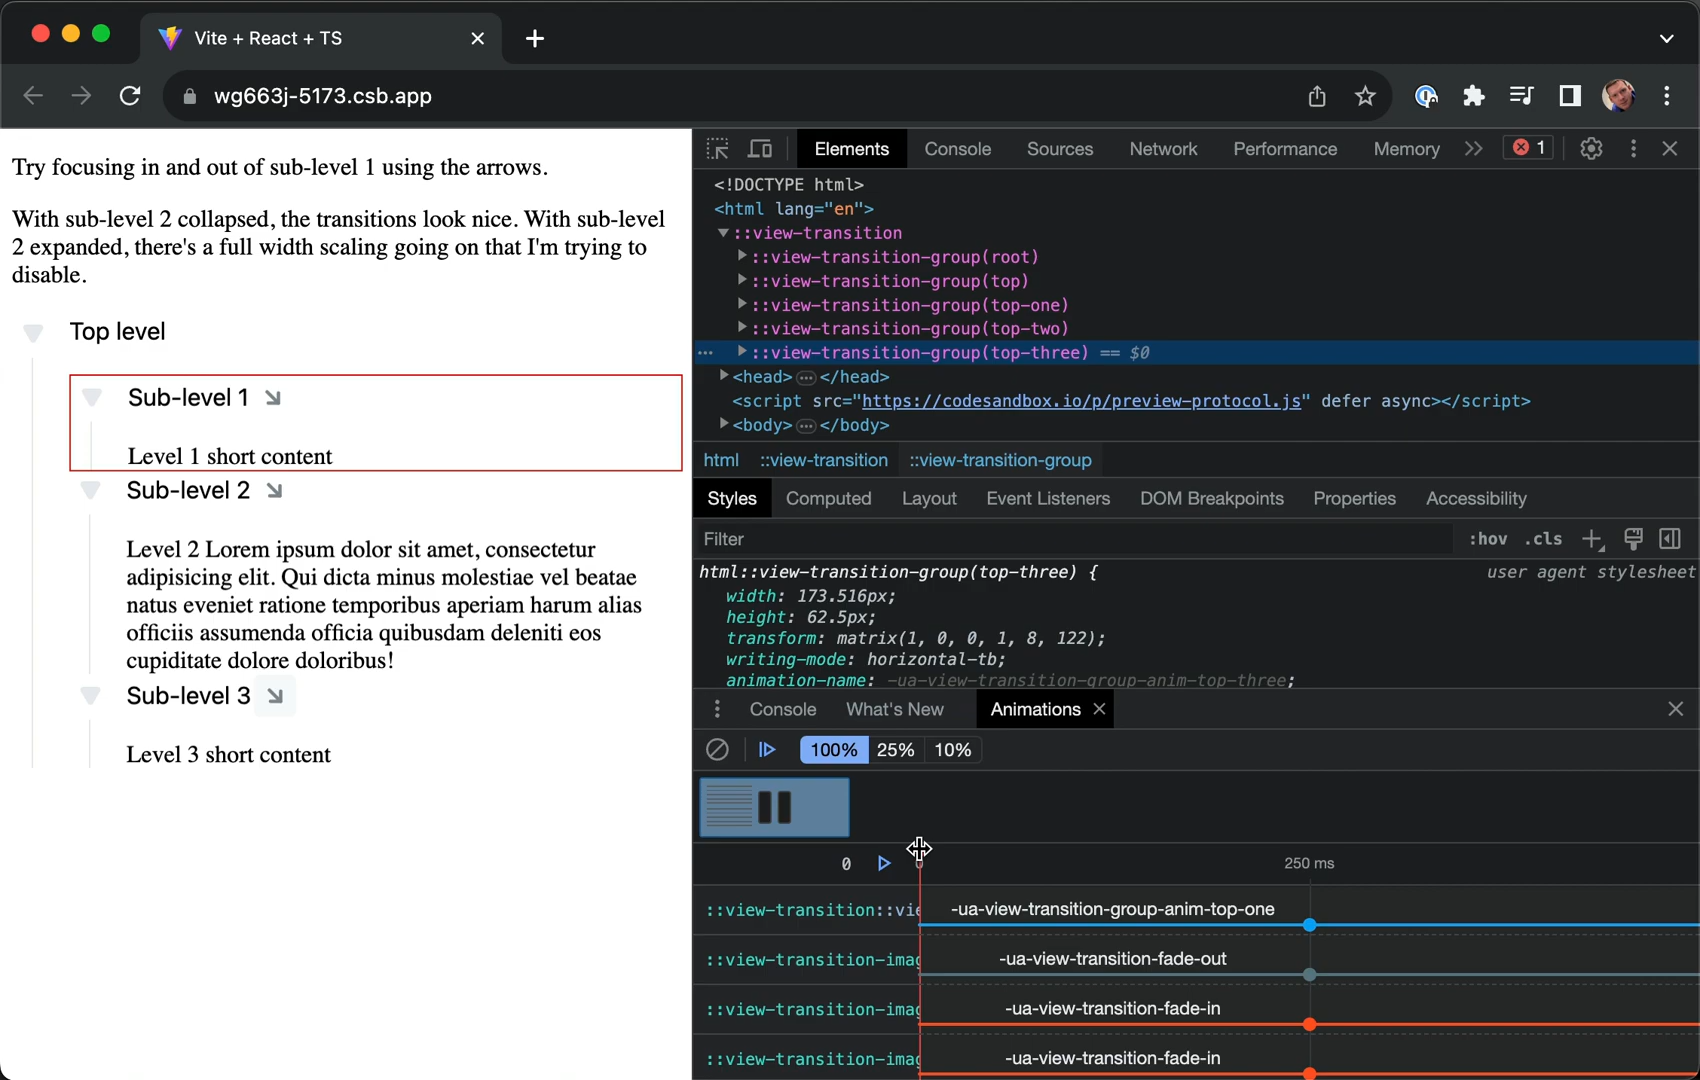 Vite + React + TS
wg663j-5173.csb.app
Try focusing in and out of sub-level 1 using the arrows.
With sub-level 2 collapsed, the transitions look nice. With sub-level
2 expanded, there's a full width scaling going on that I'm trying to
disable.
Top level
Sub-level 1
Level 1 short content
Sub-level 2
Level 2 Lorem ipsum dolor sit amet, consectetur
adipisicing elit. Qui dicta minus molestiae vel beatae
natus eveniet ratione temporibus aperiam harum alias
officiis assumenda officia quibusdam deleniti eos
cupiditate dolore doloribus!
Sub-level 3
Level 3 short content
Elements Console Sources Network Performance Memory 1
<!DOCTYPE html>
<html lang="en">
::view-transition
::view-transition-group(root)
::view-transition-group(top)
::view-transition-group(top-one)
::view-transition-group(top-two)
::view-transition-group(top-three) == $0
<head> … </head>
<script src="https://codesandbox.io/p/preview-protocol.js" defer async></script>
<body> … </body>
html ::view-transition ::view-transition-group
Styles Computed Layout Event Listeners DOM Breakpoints Properties Accessibility
Filter :hov .cls
html::view-transition-group(top-three) { user agent stylesheet
width: 173.516px;
height: 62.5px;
transform: matrix(1, 0, 0, 1, 8, 122);
writing-mode: horizontal-tb;
animation-name: -ua-view-transition-group-anim-top-three;
Console What's New Animations
100% 25% 10%
0 250 ms
::view-transition::vie -ua-view-transition-group-anim-top-one
::view-transition-imag -ua-view-transition-fade-out
::view-transition-imag -ua-view-transition-fade-in
::view-transition-imag -ua-view-transition-fade-in